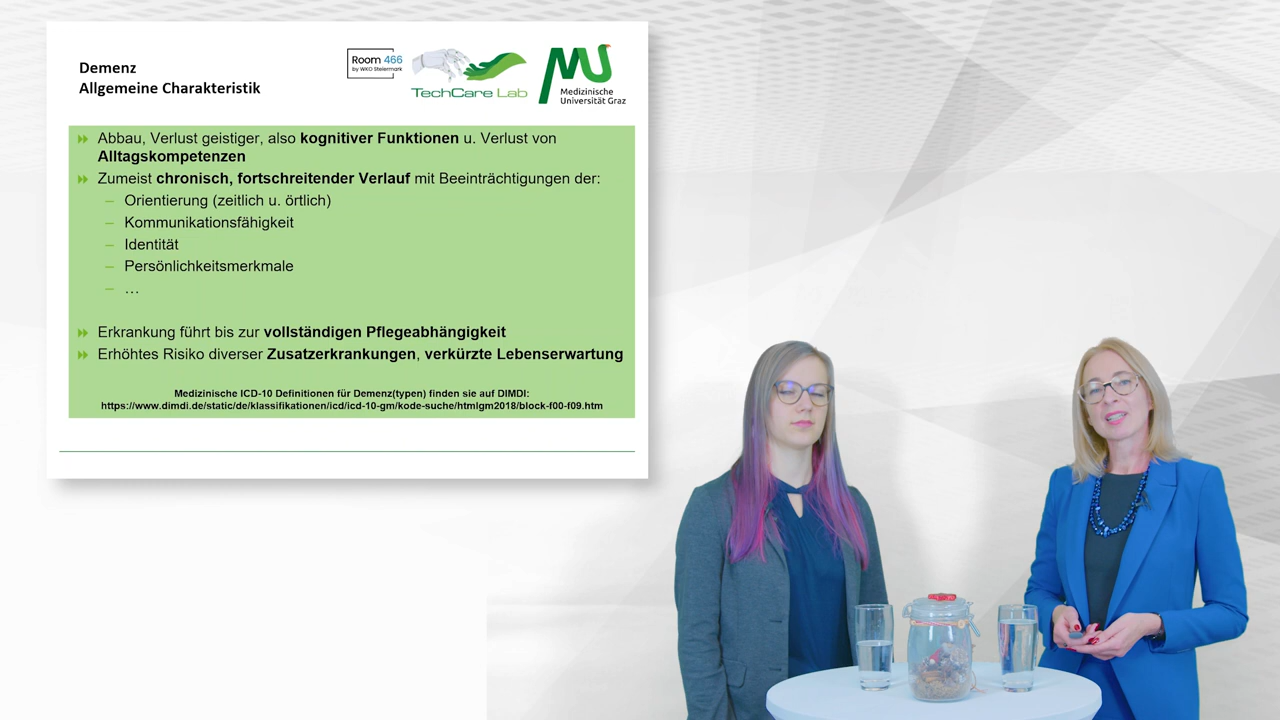 Demenz
Allgemeine Charakteristik
Room 466
by WKO Steiermark
TechCare Lab
Medizinische
Universität Graz
Abbau, Verlust geistiger, also kognitiver Funktionen u. Verlust von
Alltagskompetenzen
Zumeist chronisch, fortschreitender Verlauf mit Beeinträchtigungen der:
– Orientierung (zeitlich u. örtlich)
– Kommunikationsfähigkeit
– Identität
– Persönlichkeitsmerkmale
– …
Erkrankung führt bis zur vollständigen Pflegeabhängigkeit
Erhöhtes Risiko diverser Zusatzerkrankungen, verkürzte Lebenserwartung
Medizinische ICD-10 Definitionen für Demenz(typen) finden sie auf DIMDI:
https://www.dimdi.de/static/de/klassifikationen/icd/icd-10-gm/kode-suche/htmlgm2018/block-f00-f09.htm